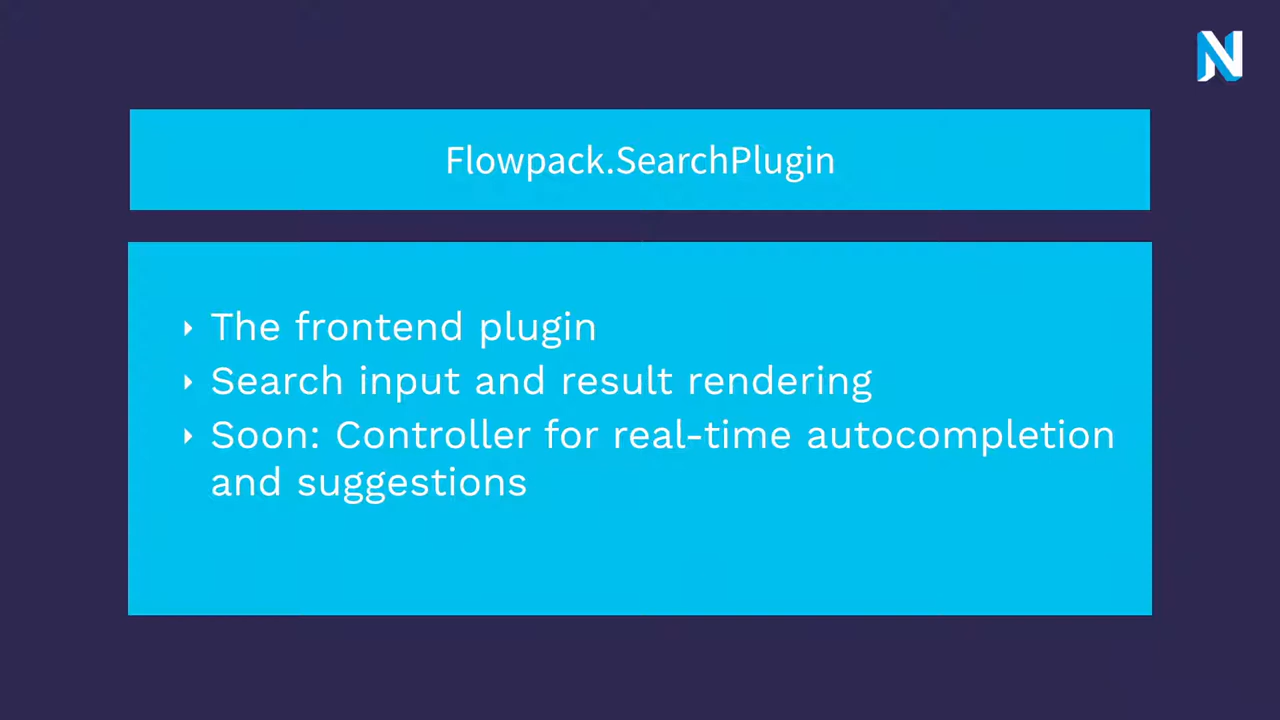 Flowpack.SearchPlugin
The frontend plugin
Search input and result rendering
Soon: Controller for real-time autocompletion
and suggestions